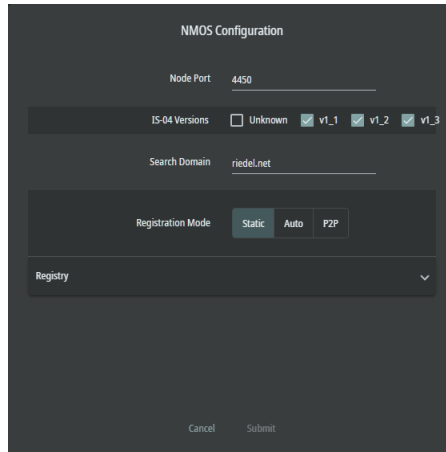 NMOS Configuration
Node Port 4450
IS-04 Versions Unknown v1_1 v1_2 v1_3
Search Domain riedel.net
Registration Mode Static Auto P2P
Registry
Cancel Submit